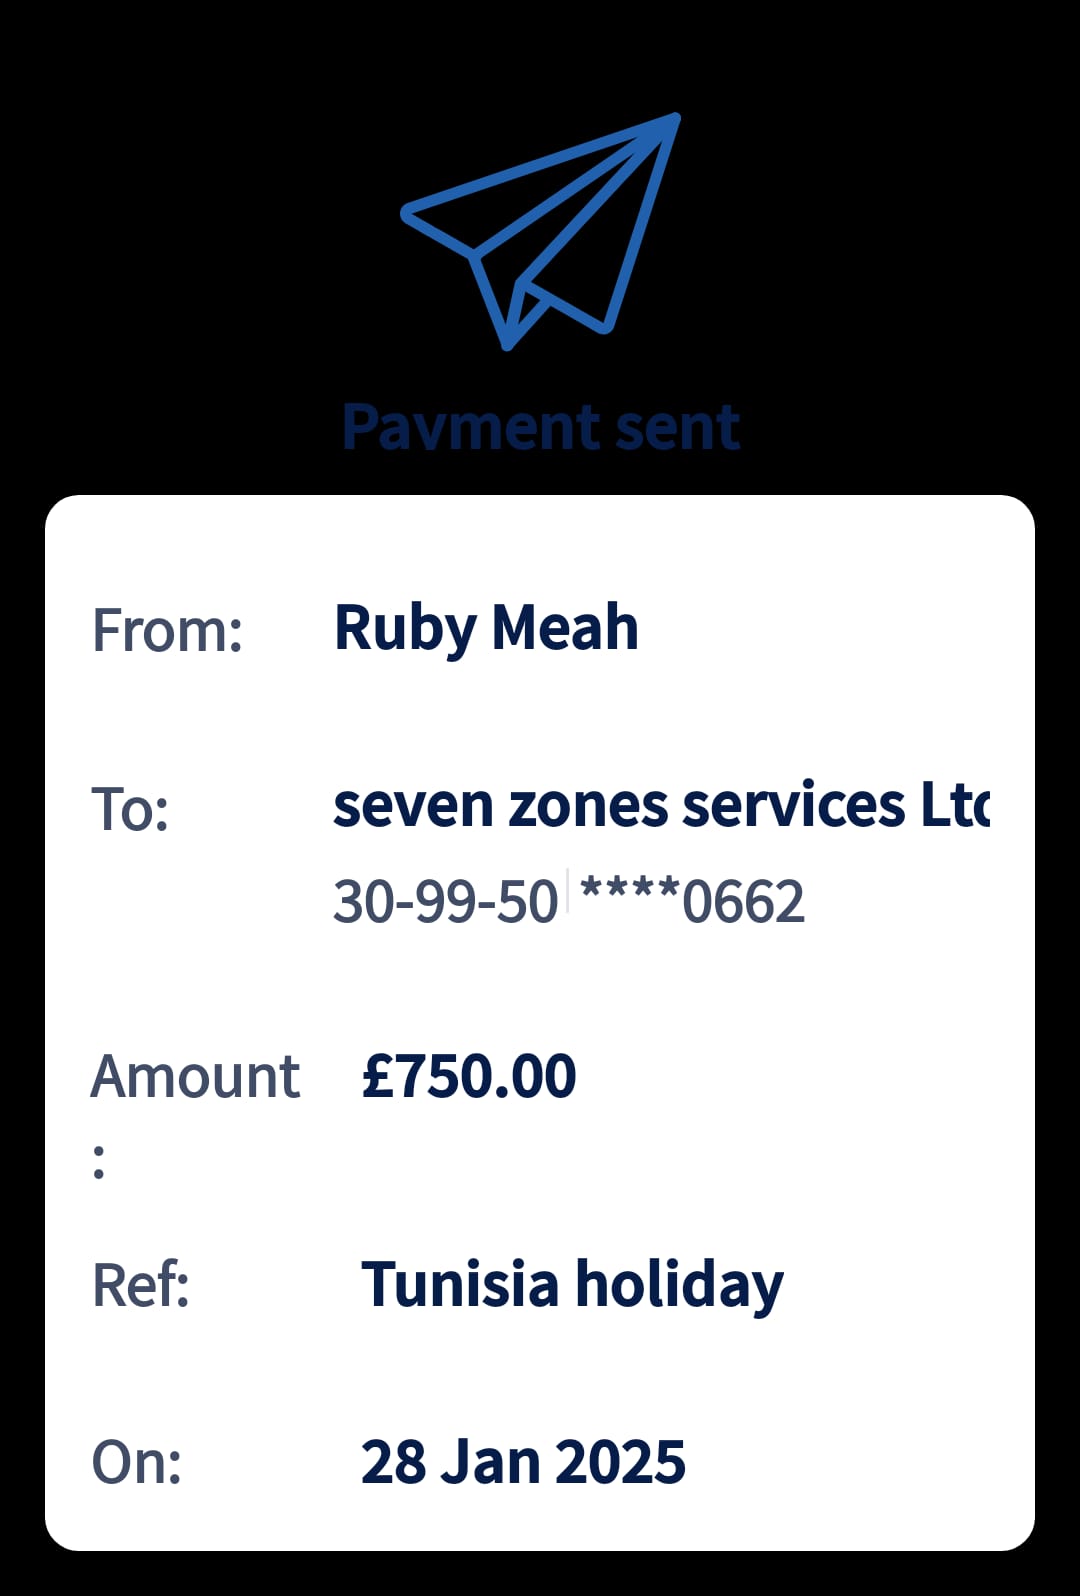 Payment sent
From: Ruby Meah
To: seven zones services Ltd
30-99-50 ****0662
Amount: £750.00
Ref: Tunisia holiday
On: 28 Jan 2025